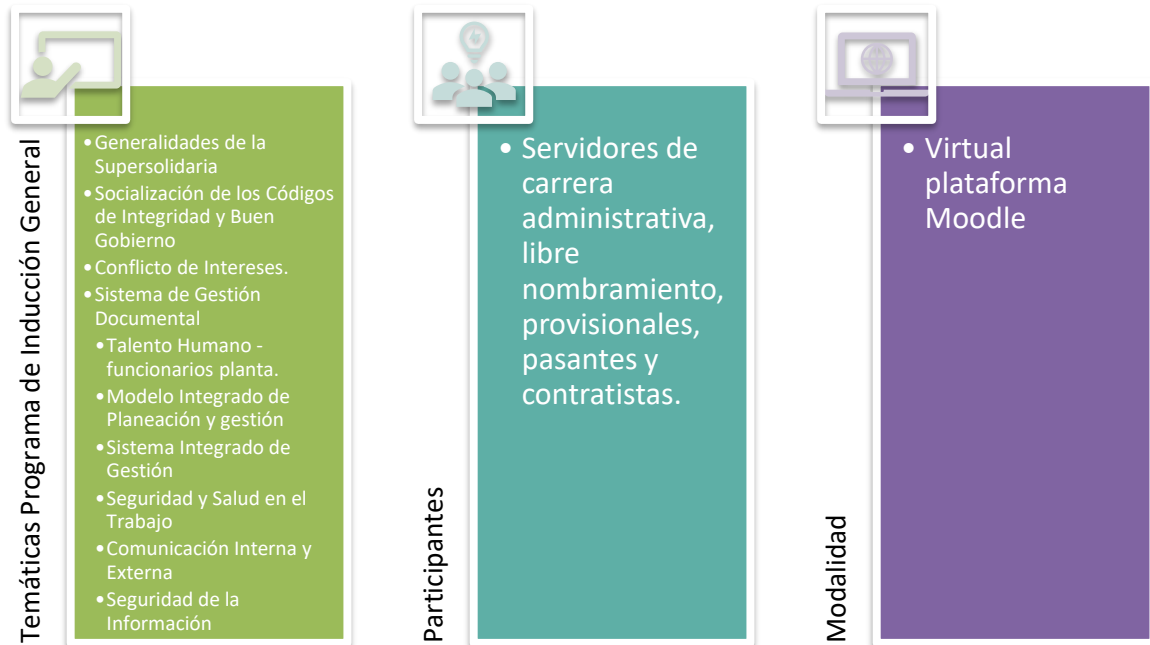 Temáticas Programa de Inducción General
•Generalidades de la
Supersolidaria
•Socialización de los Códigos
de Integridad y Buen
Gobierno
•Conflicto de Intereses.
•Sistema de Gestión
Documental
•Talento Humano -
funcionarios planta.
•Modelo Integrado de
Planeación y gestión
•Sistema Integrado de
Gestión
•Seguridad y Salud en el
Trabajo
•Comunicación Interna y
Externa
•Seguridad de la
Información
Participantes
• Servidores de
carrera
administrativa,
libre
nombramiento,
provisionales,
pasantes y
contratistas.
Modalidad
• Virtual
plataforma
Moodle